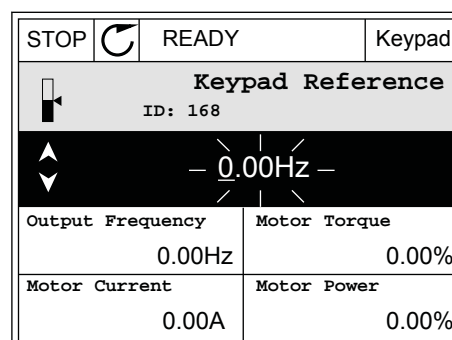 STOP READY Keypad
Keypad Reference
ID: 168
0.00Hz
Output Frequency Motor Torque
0.00Hz 0.00%
Motor Current Motor Power
0.00A 0.00%